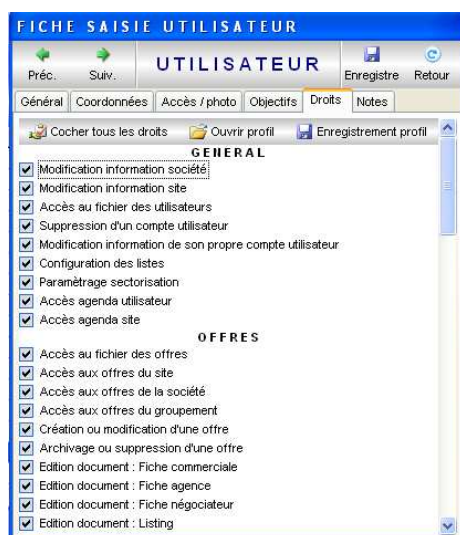 FICHE SAISIE UTILISATEUR
Préc. Suiv. UTILISATEUR Enregistre Retour
Général Coordonnées Accès / photo Objectifs Droits Notes
Cocher tous les droits Ouvrir profil Enregistrement profil
GENERAL
Modification information société
Modification information site
Accès au fichier des utilisateurs
Suppression d'un compte utilisateur
Modification information de son propre compte utilisateur
Configuration des listes
Paramètrage sectorisation
Accès agenda utilisateur
Accès agenda site
OFFRES
Accès au fichier des offres
Accès aux offres du site
Accès aux offres de la société
Accès aux offres du groupement
Création ou modification d'une offre
Archivage ou suppression d'une offre
Edition document : Fiche commerciale
Edition document : Fiche agence
Edition document : Fiche négociateur
Edition document : Listing